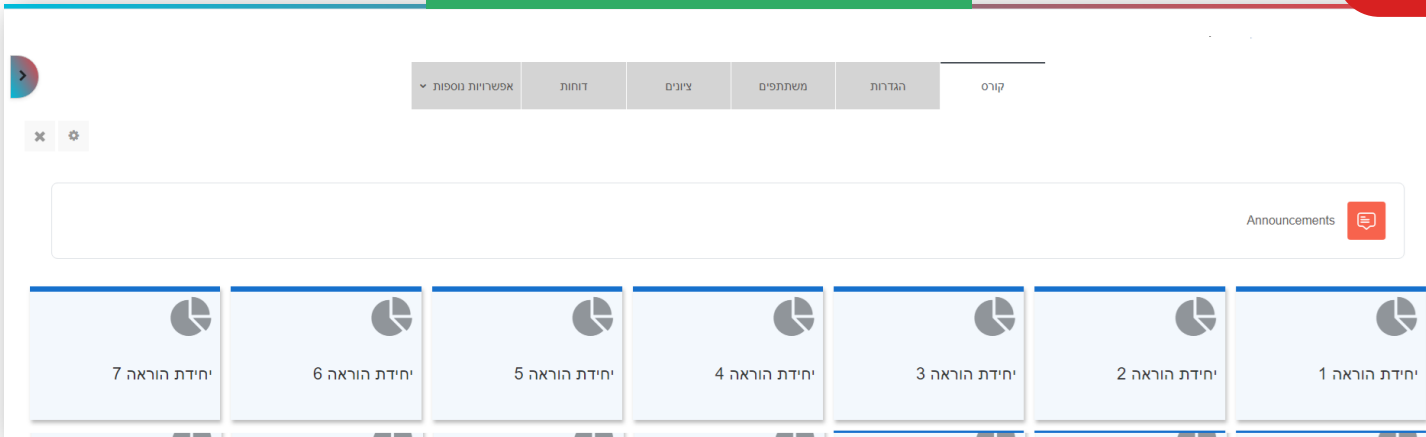 קורס
הגדרות
משתתפים
ציונים
דוחות
אפשרויות נוספות
Announcements
יחידת הוראה 1
יחידת הוראה 2
יחידת הוראה 3
יחידת הוראה 4
יחידת הוראה 5
יחידת הוראה 6
יחידת הוראה 7